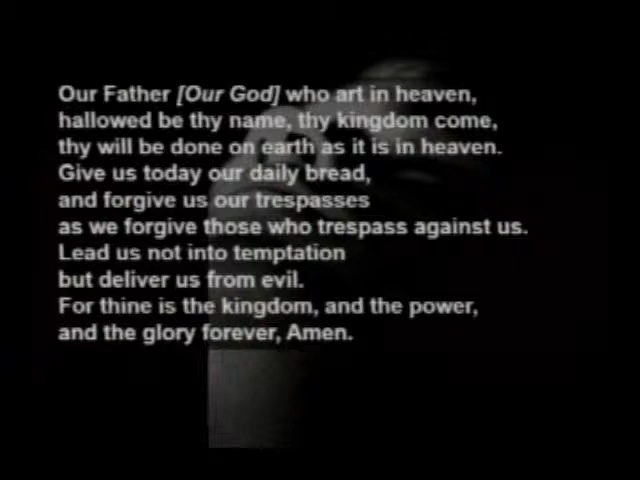 Our Father [Our God] who art in heaven,
hallowed be thy name, thy kingdom come,
thy will be done on earth as it is in heaven.
Give us today our daily bread,
and forgive us our trespasses
as we forgive those who trespass against us.
Lead us not into temptation
but deliver us from evil.
For thine is the kingdom, and the power,
and the glory forever, Amen.